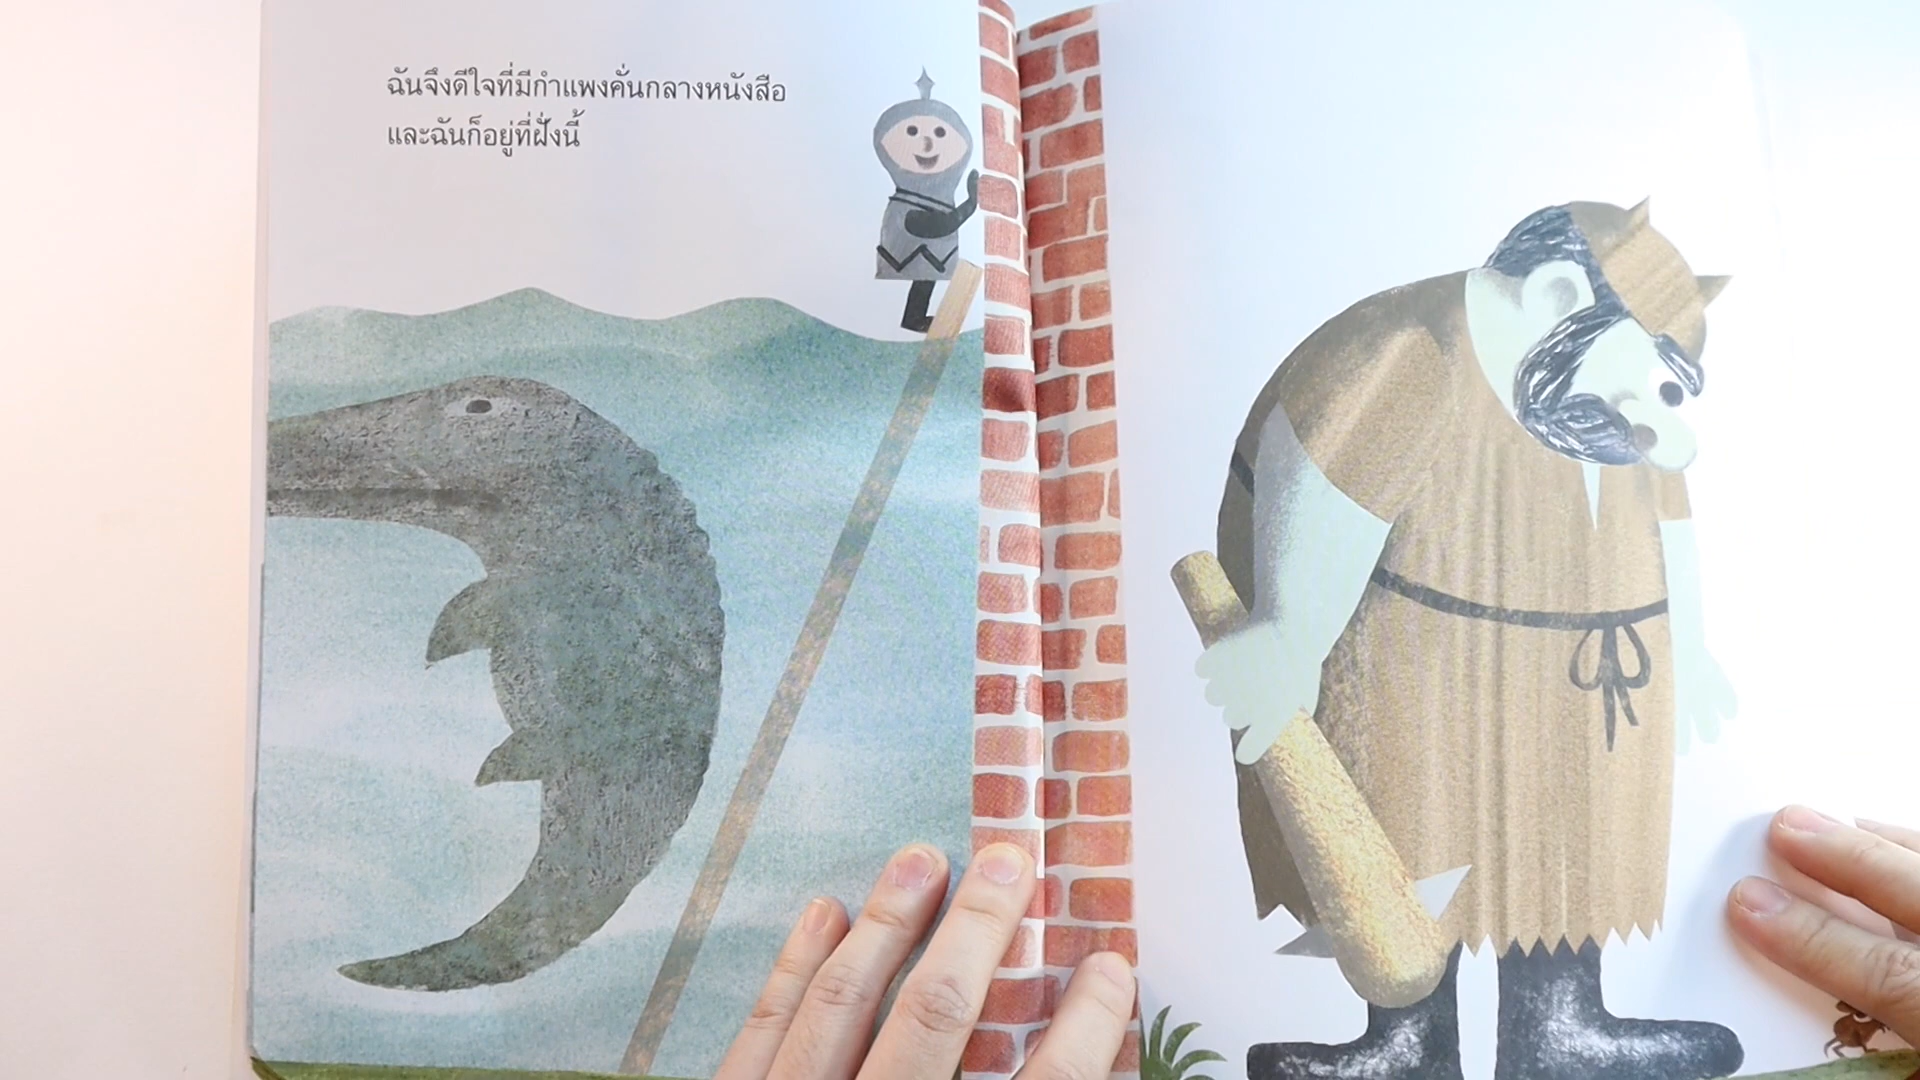 ฉันจึงดีใจที่มีกำแพงคั่นกลางหนังสือ
และฉันก็อยู่ที่ฝั่งนี้